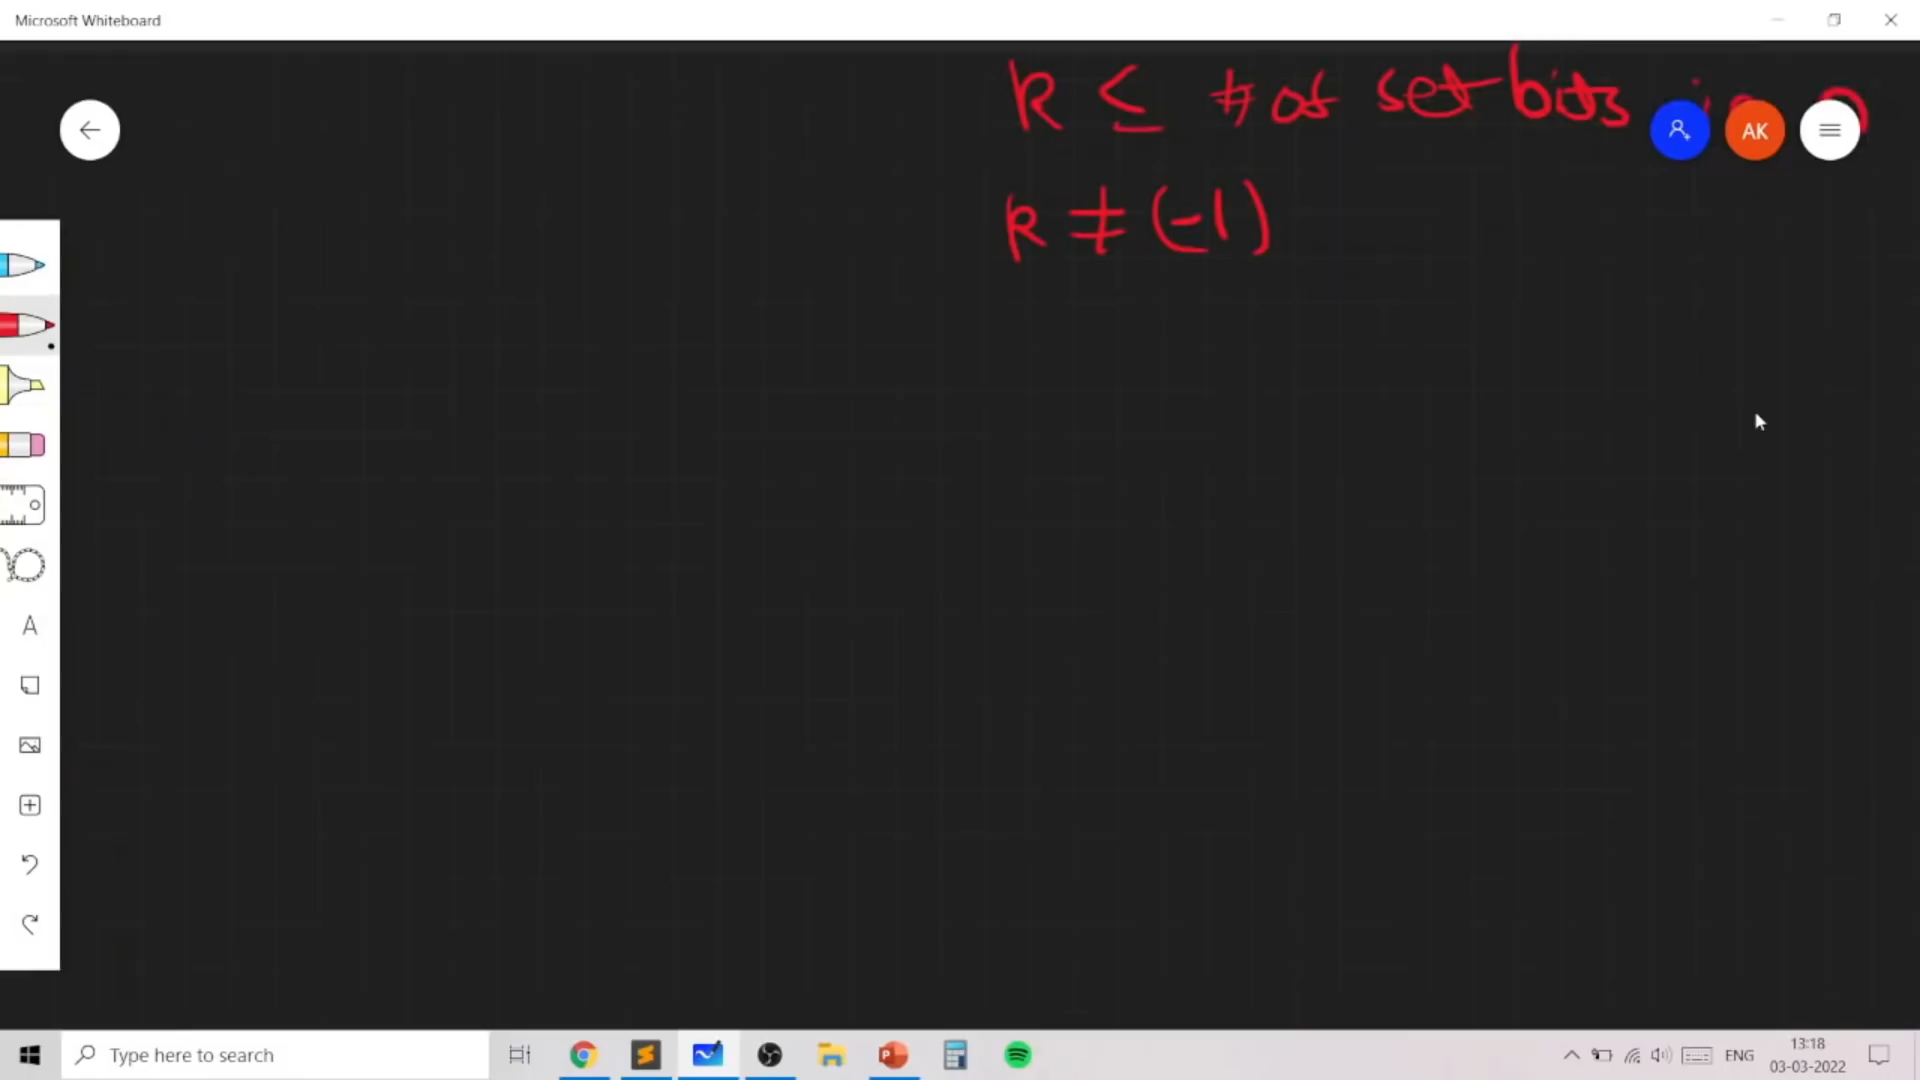 Microsoft Whiteboard
k ≤ # of set bits
AK
k ≠ (-1)
A
Type here to search
ENG
13:18
03-03-2022